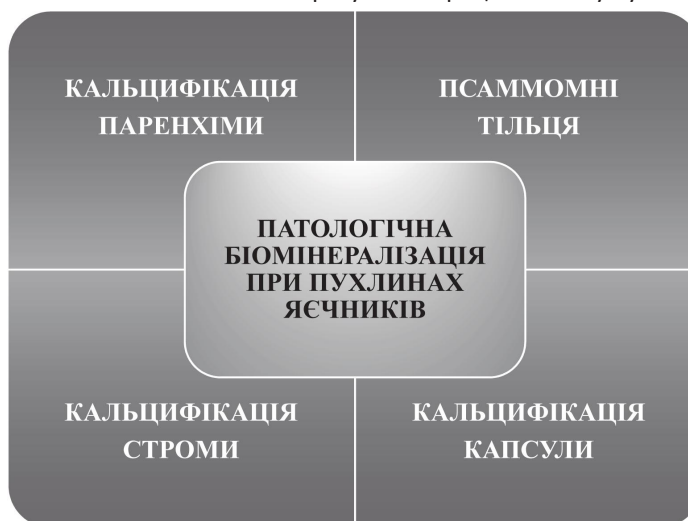 КАЛЬЦИФІКАЦІЯ
ПАРЕНХІМИ
ПСАММОМНІ
ТІЛЬЦЯ
ПАТОЛОГІЧНА
БІОМІНЕРАЛІЗАЦІЯ
ПРИ ПУХЛИНАХ
ЯЄЧНИКІВ
КАЛЬЦИФІКАЦІЯ
СТРОМИ
КАЛЬЦИФІКАЦІЯ
КАПСУЛИ